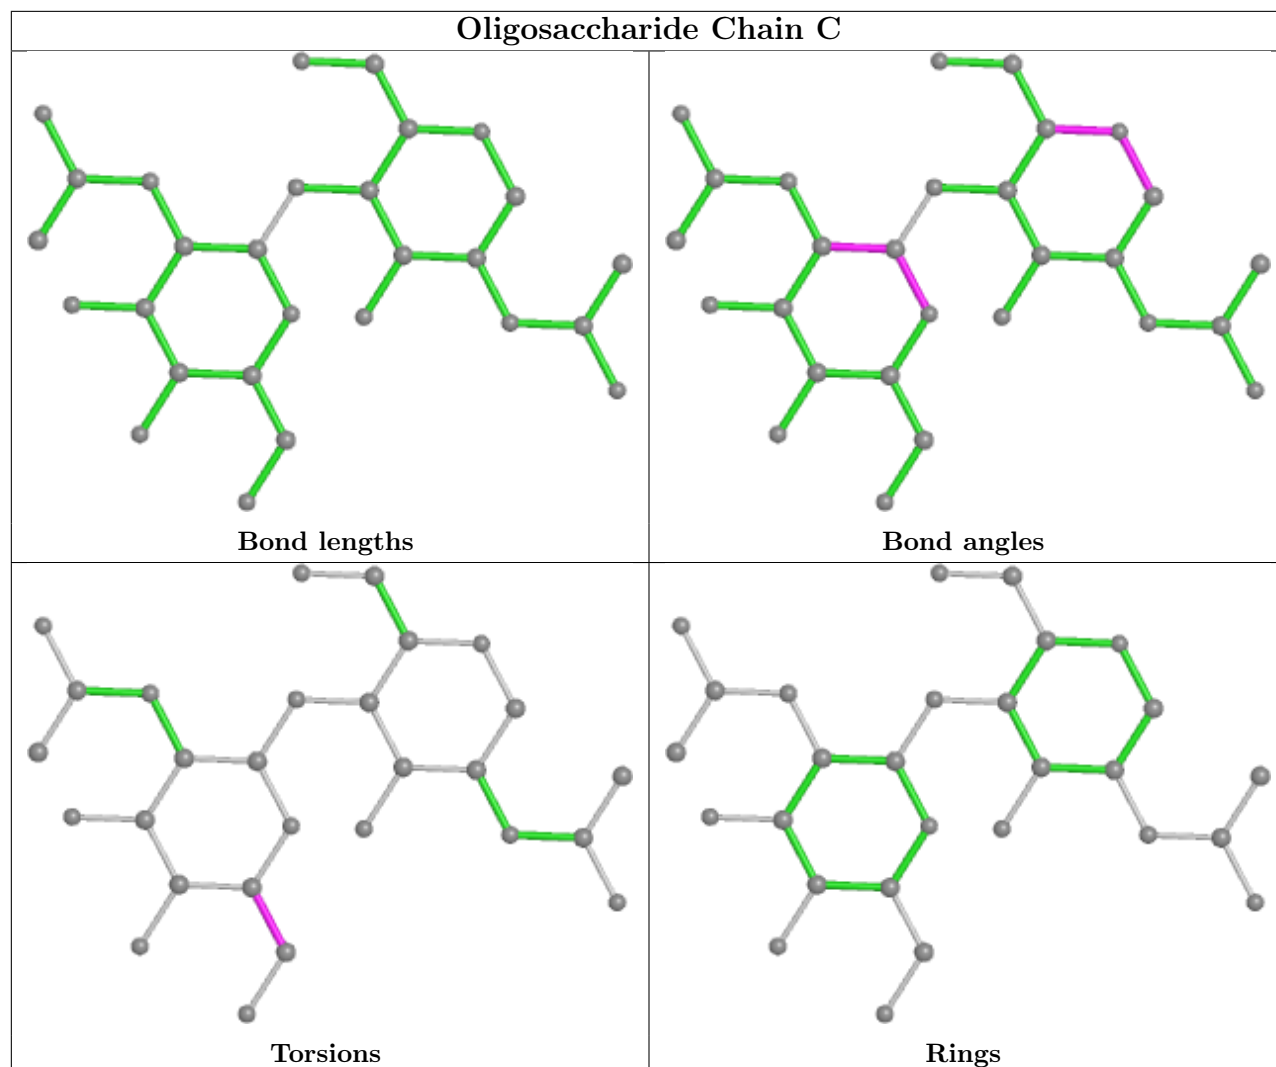 Oligosaccharide Chain C
Bond lengths
Bond angles
Torsions
Rings